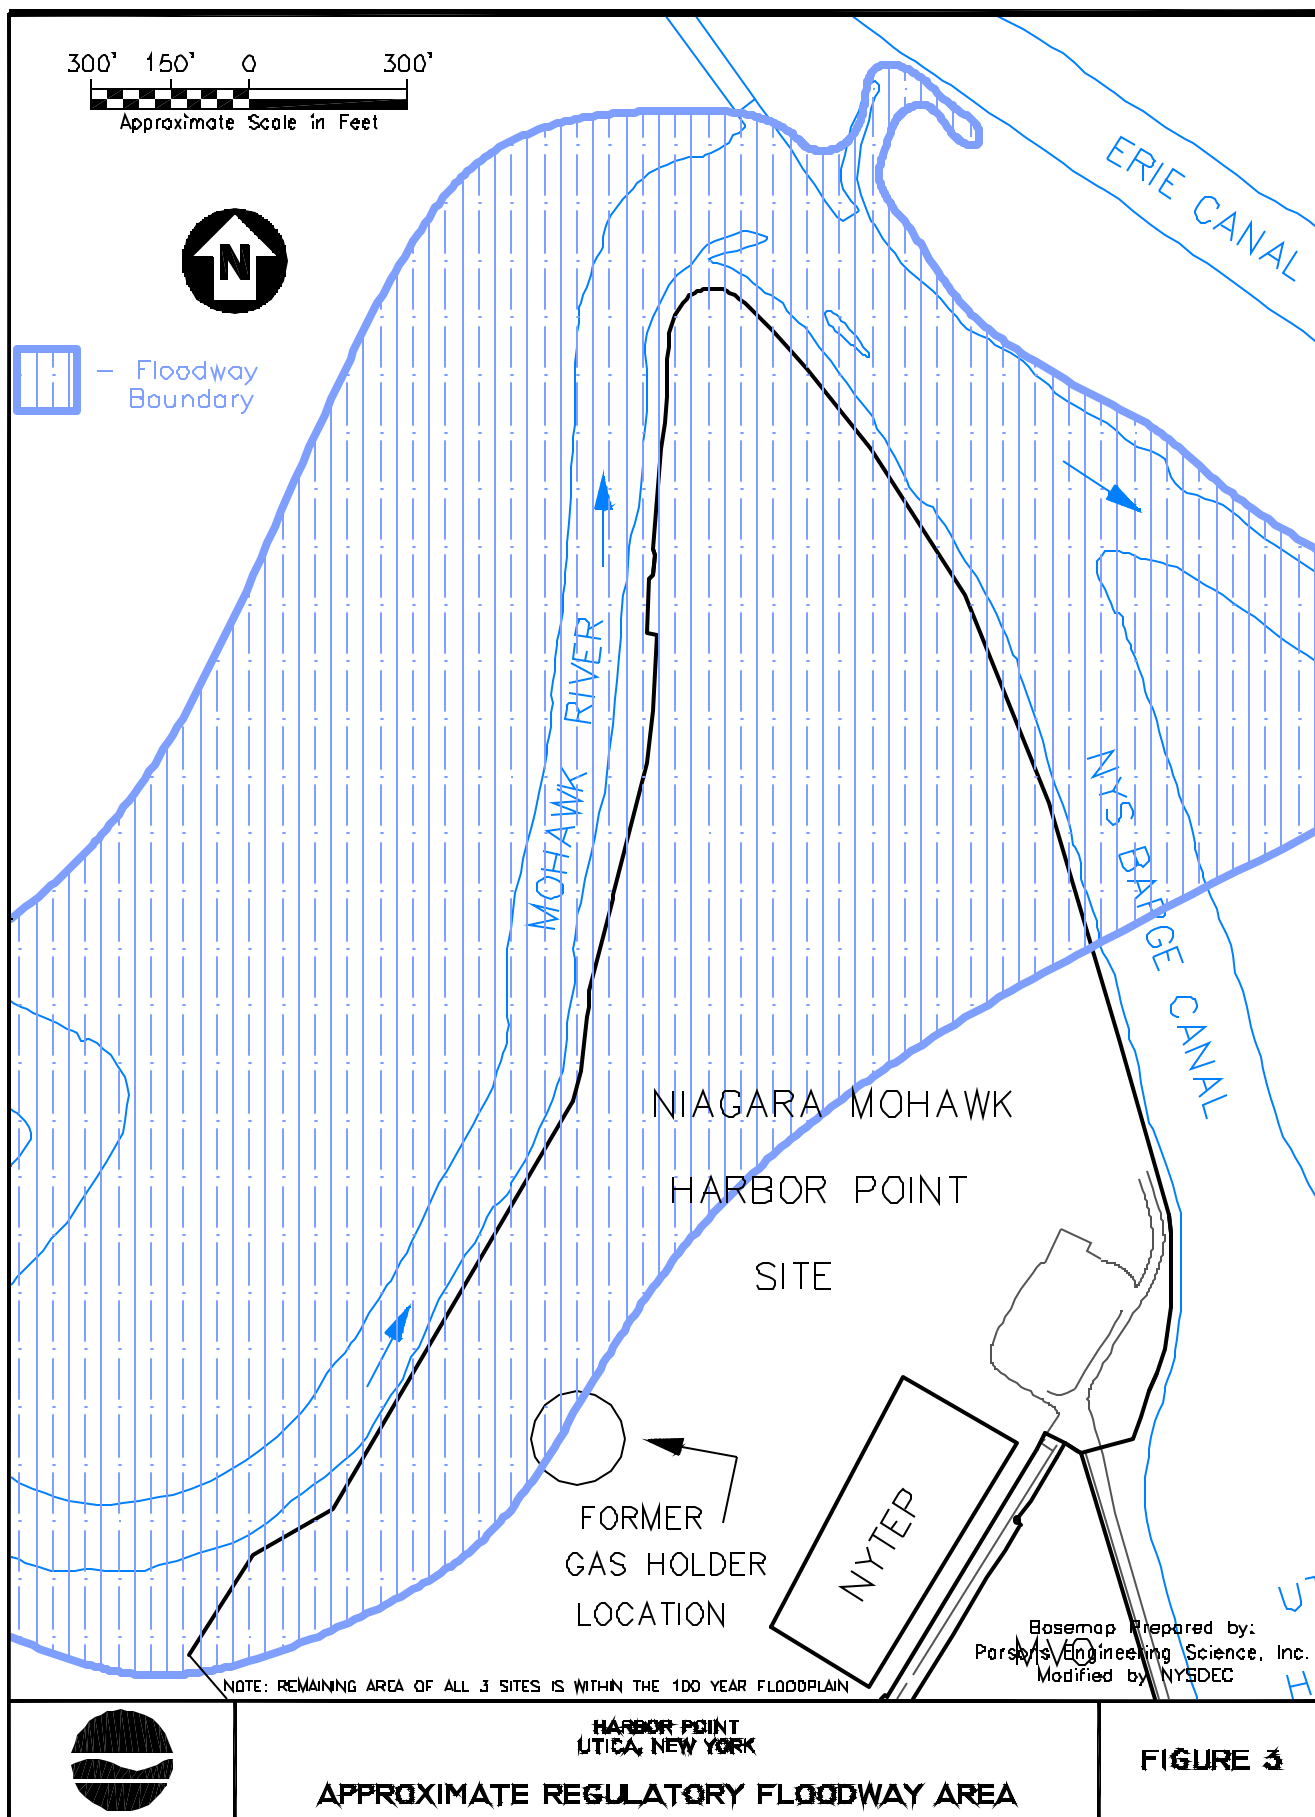 300' 150' 0 300'
Approximate Scale in Feet
ERIE CANAL
N
- Floodway
Boundary
MOHAWK RIVER
NYS BARGE CANAL
NIAGARA MOHAWK
HARBOR POINT
SITE
FORMER
GAS HOLDER
LOCATION
NYTEP
MVO
Basemap Prepared by:
Parsons Engineering Science, Inc.
Modified by NYSDEC
NOTE: REMAINING AREA OF ALL 3 SITES IS WITHIN THE 100 YEAR FLOODPLAIN
HARBOR POINT
UTICA, NEW YORK
APPROXIMATE REGULATORY FLOODWAY AREA
FIGURE 3